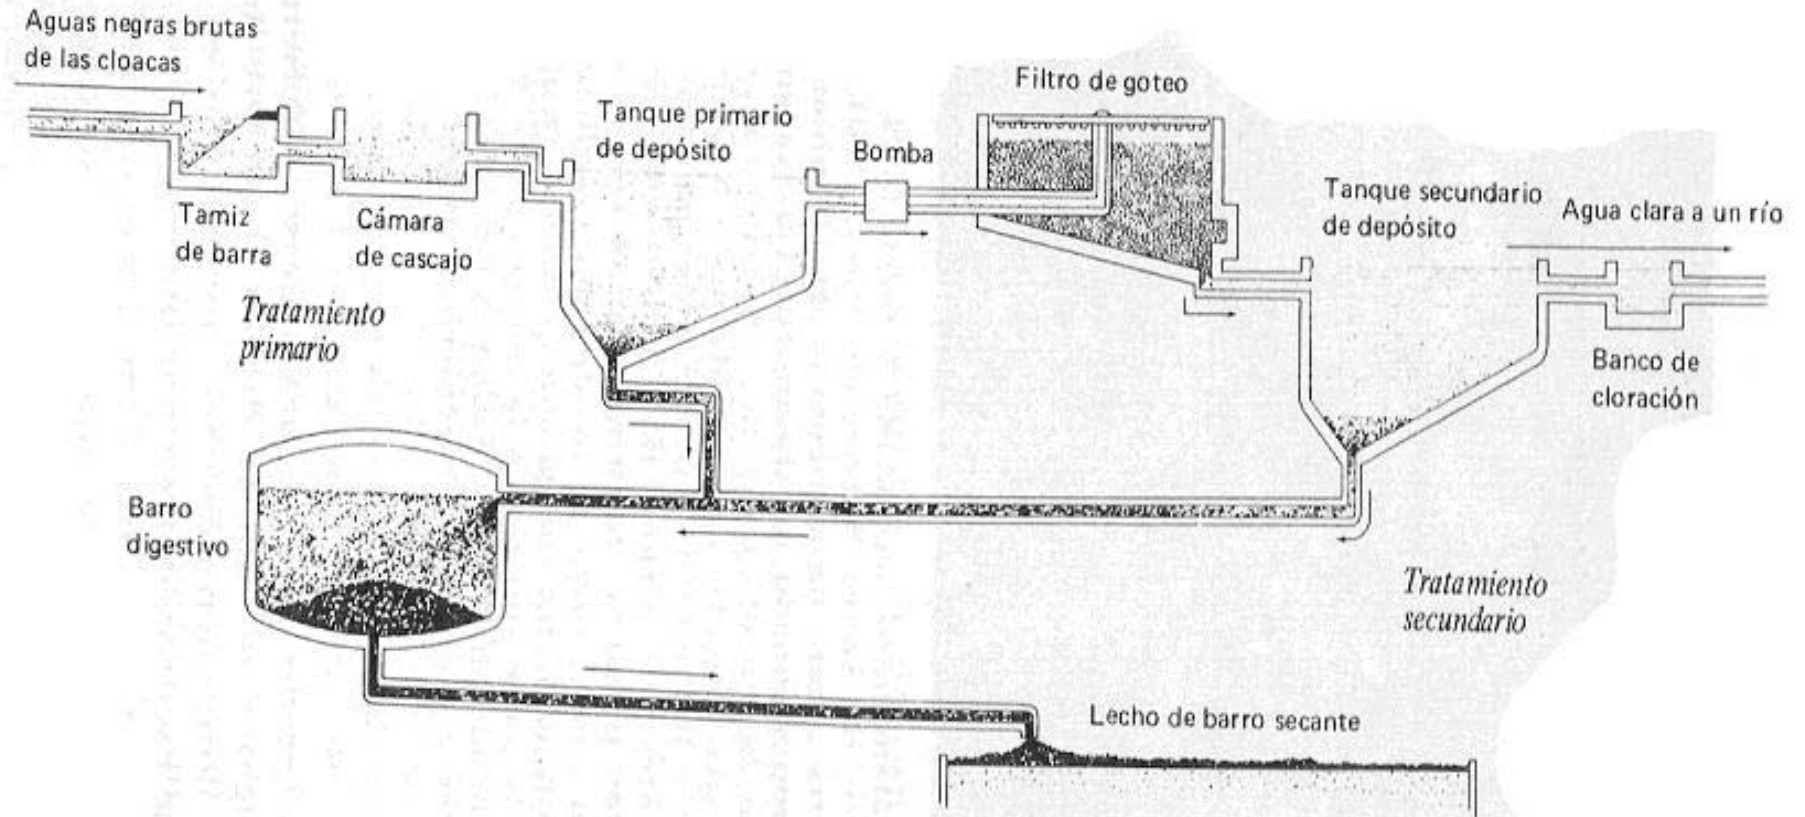 Aguas negras brutas
de las cloacas
Tamiz
de barra
Cámara
de cascajo
Tanque primario
de depósito
Bomba
Filtro de goteo
Tanque secundario
de depósito
Agua clara a un río
Banco de
cloración
Tratamiento
primario
Barro
digestivo
Tratamiento
secundario
Lecho de barro secante